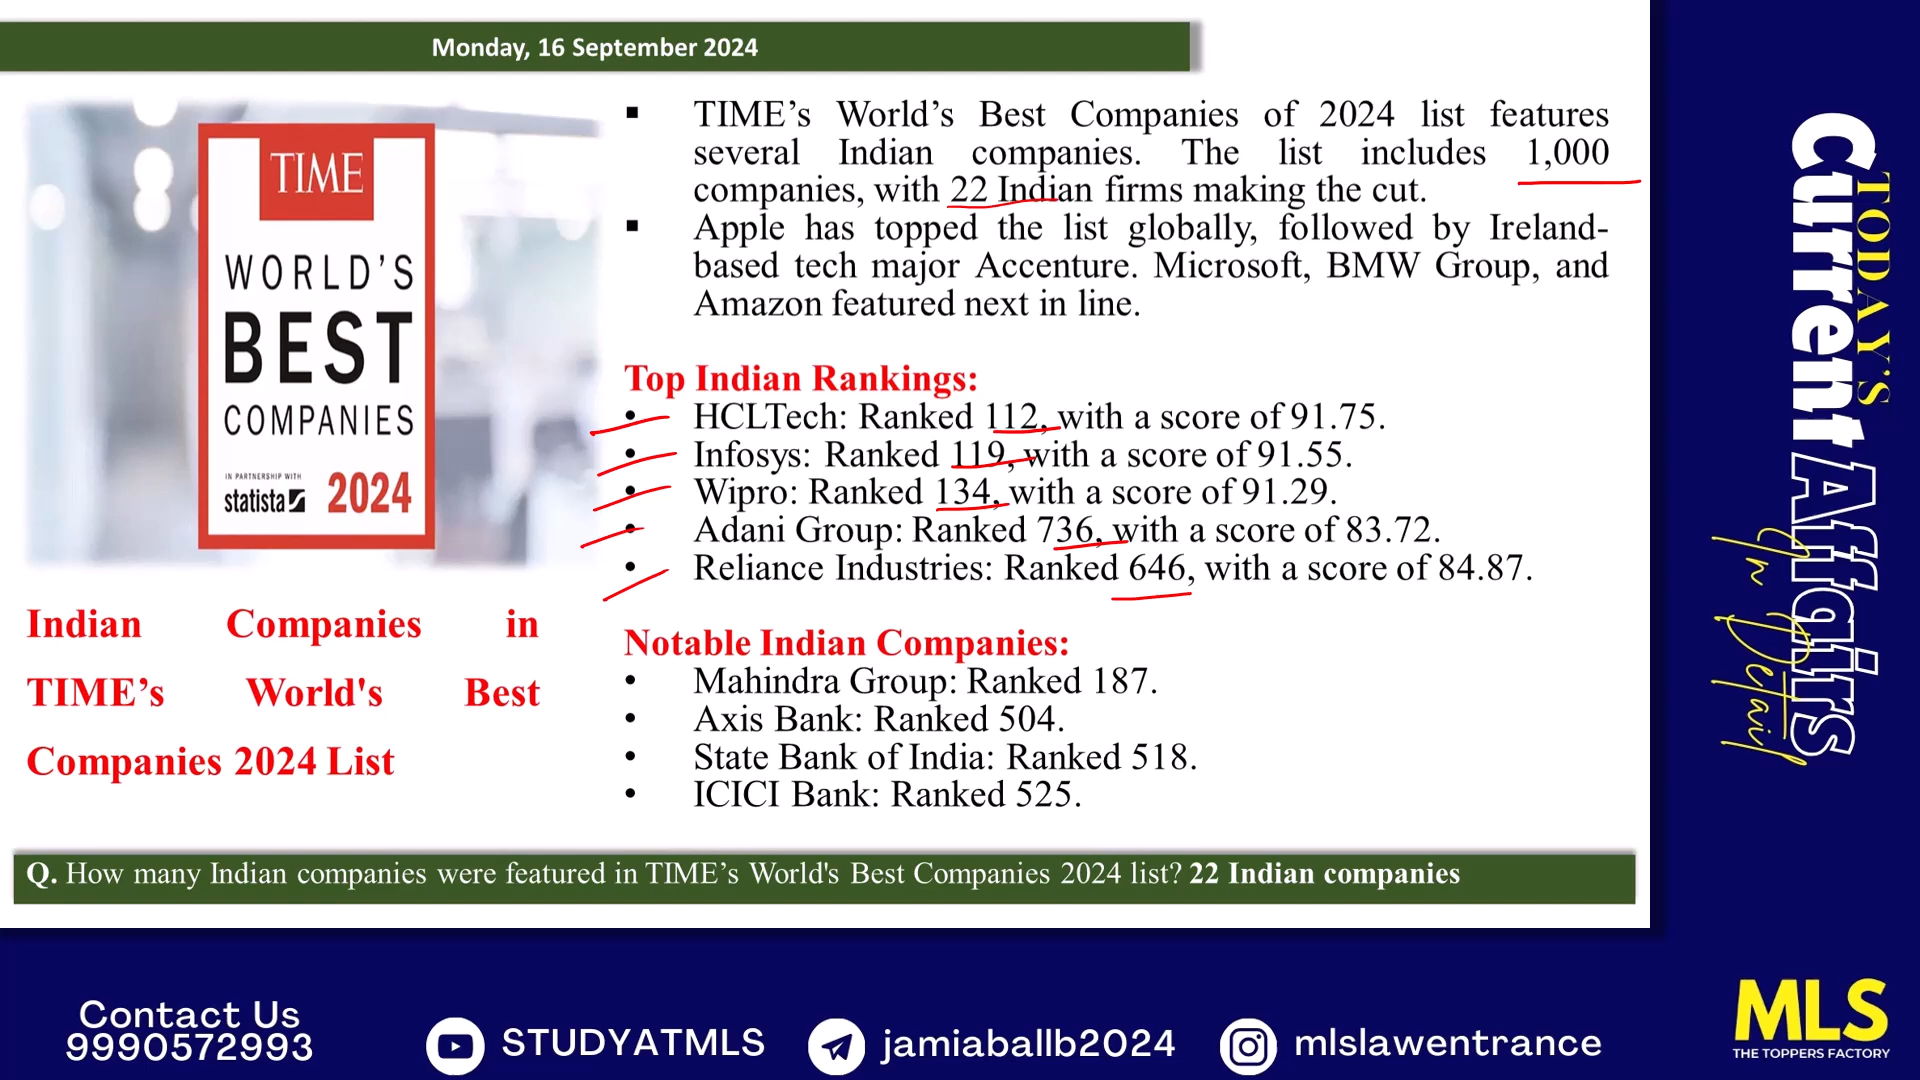 Monday, 16 September 2024
TIME
WORLD'S
BEST
COMPANIES
IN PARTNERSHIP WITH
statista 2024
Indian Companies in
TIME’s World's Best
Companies 2024 List
▪ TIME’s World’s Best Companies of 2024 list features
several Indian companies. The list includes 1,000
companies, with 22 Indian firms making the cut.
▪ Apple has topped the list globally, followed by Ireland-
based tech major Accenture. Microsoft, BMW Group, and
Amazon featured next in line.
Top Indian Rankings:
• HCLTech: Ranked 112, with a score of 91.75.
• Infosys: Ranked 119, with a score of 91.55.
• Wipro: Ranked 134, with a score of 91.29.
• Adani Group: Ranked 736, with a score of 83.72.
• Reliance Industries: Ranked 646, with a score of 84.87.
Notable Indian Companies:
• Mahindra Group: Ranked 187.
• Axis Bank: Ranked 504.
• State Bank of India: Ranked 518.
• ICICI Bank: Ranked 525.
Q. How many Indian companies were featured in TIME’s World's Best Companies 2024 list? 22 Indian companies
TODAY'S
Current Affairs
In Detail
Contact Us
9990572993
STUDYATMLS
jamiaballb2024
mlslawentrance
MLS
THE TOPPERS FACTORY